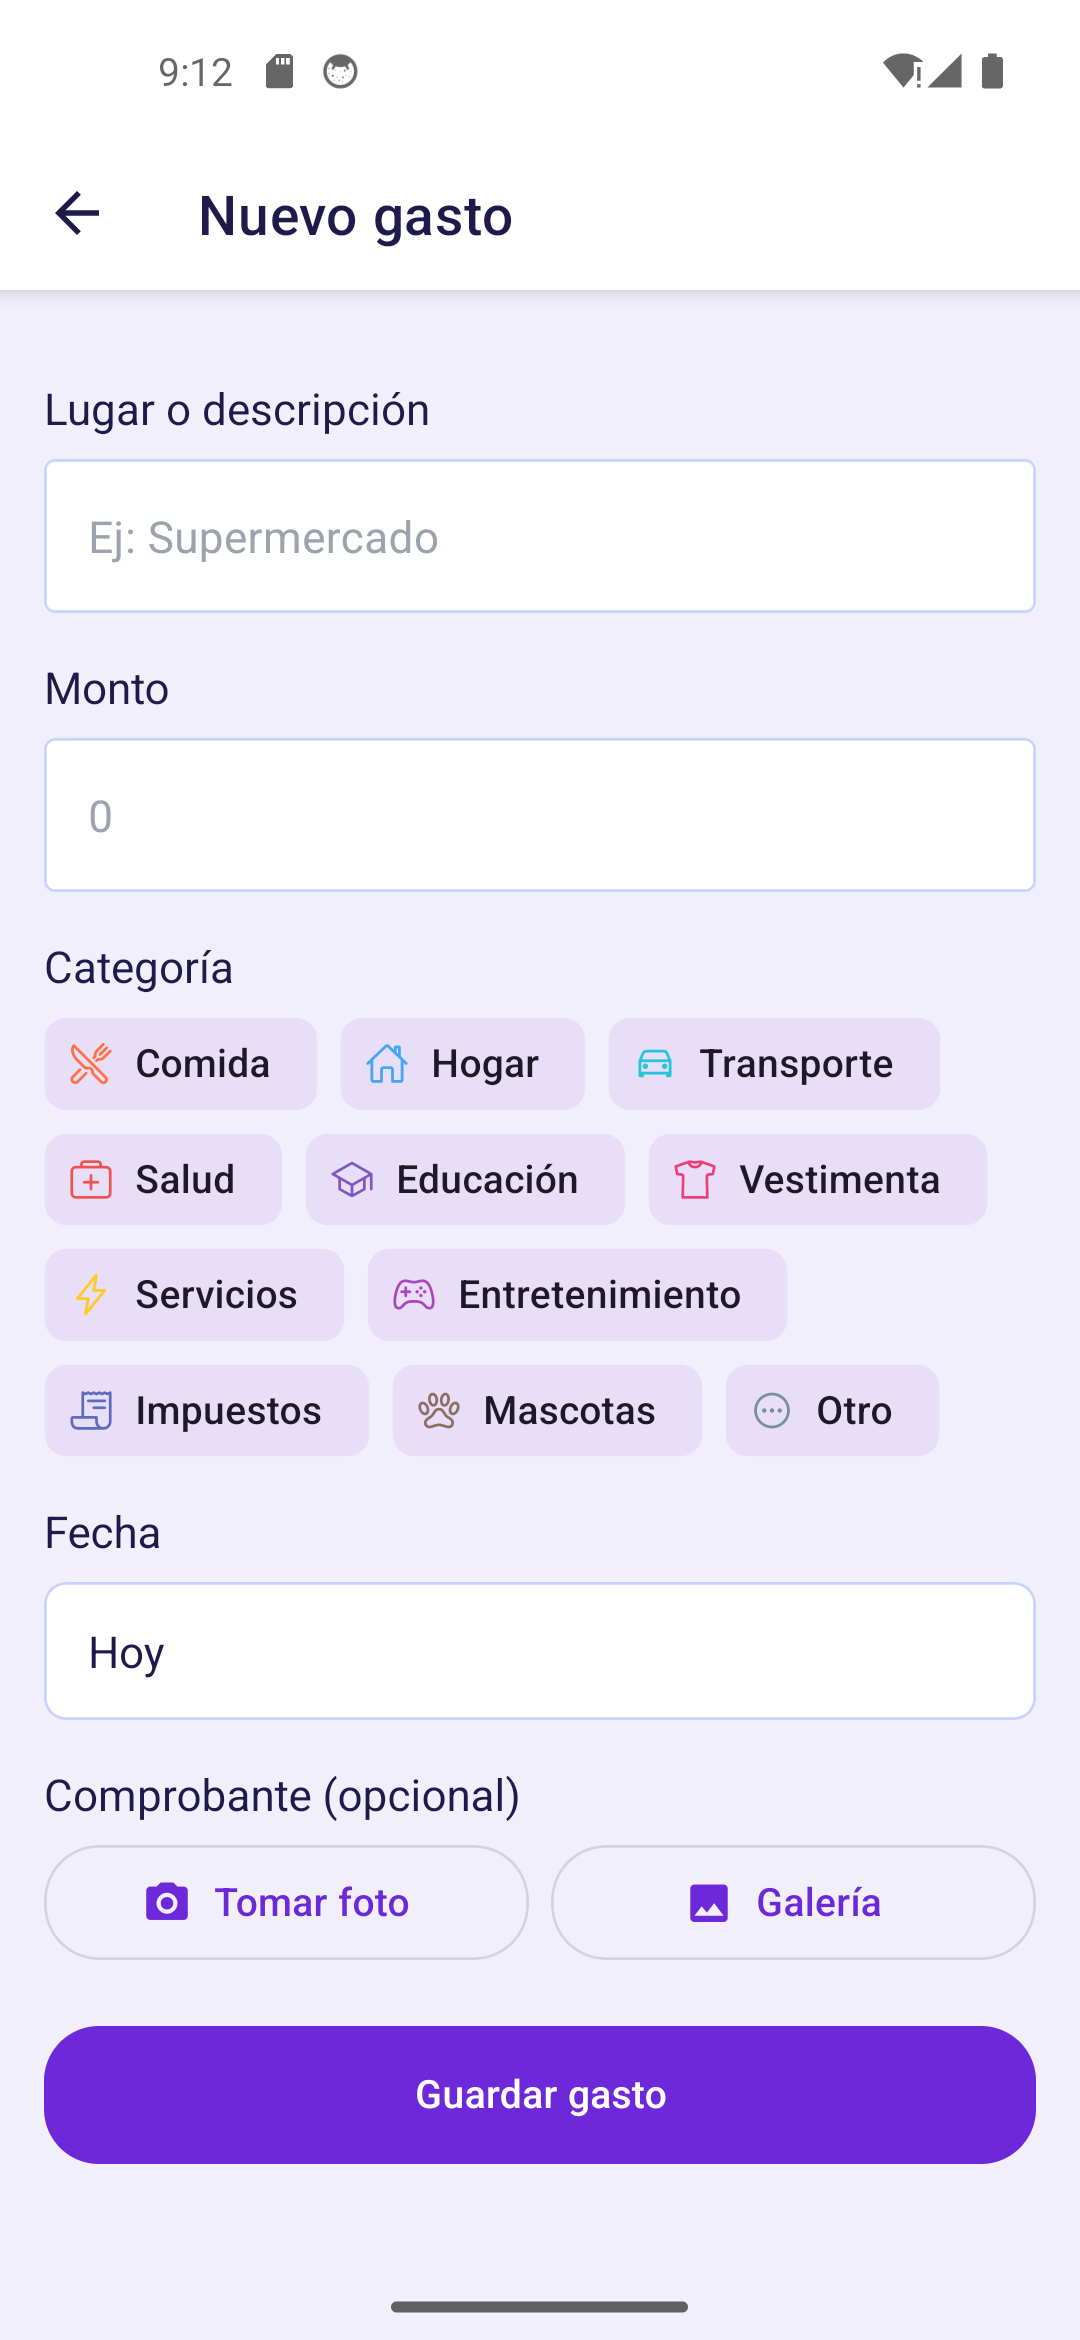 9:12
Nuevo gasto
Lugar o descripción
Ej: Supermercado
Monto
0
Categoría
Comida Hogar Transporte
Salud Educación Vestimenta
Servicios Entretenimiento
Impuestos Mascotas Otro
Fecha
Hoy
Comprobante (opcional)
Tomar foto Galería
Guardar gasto